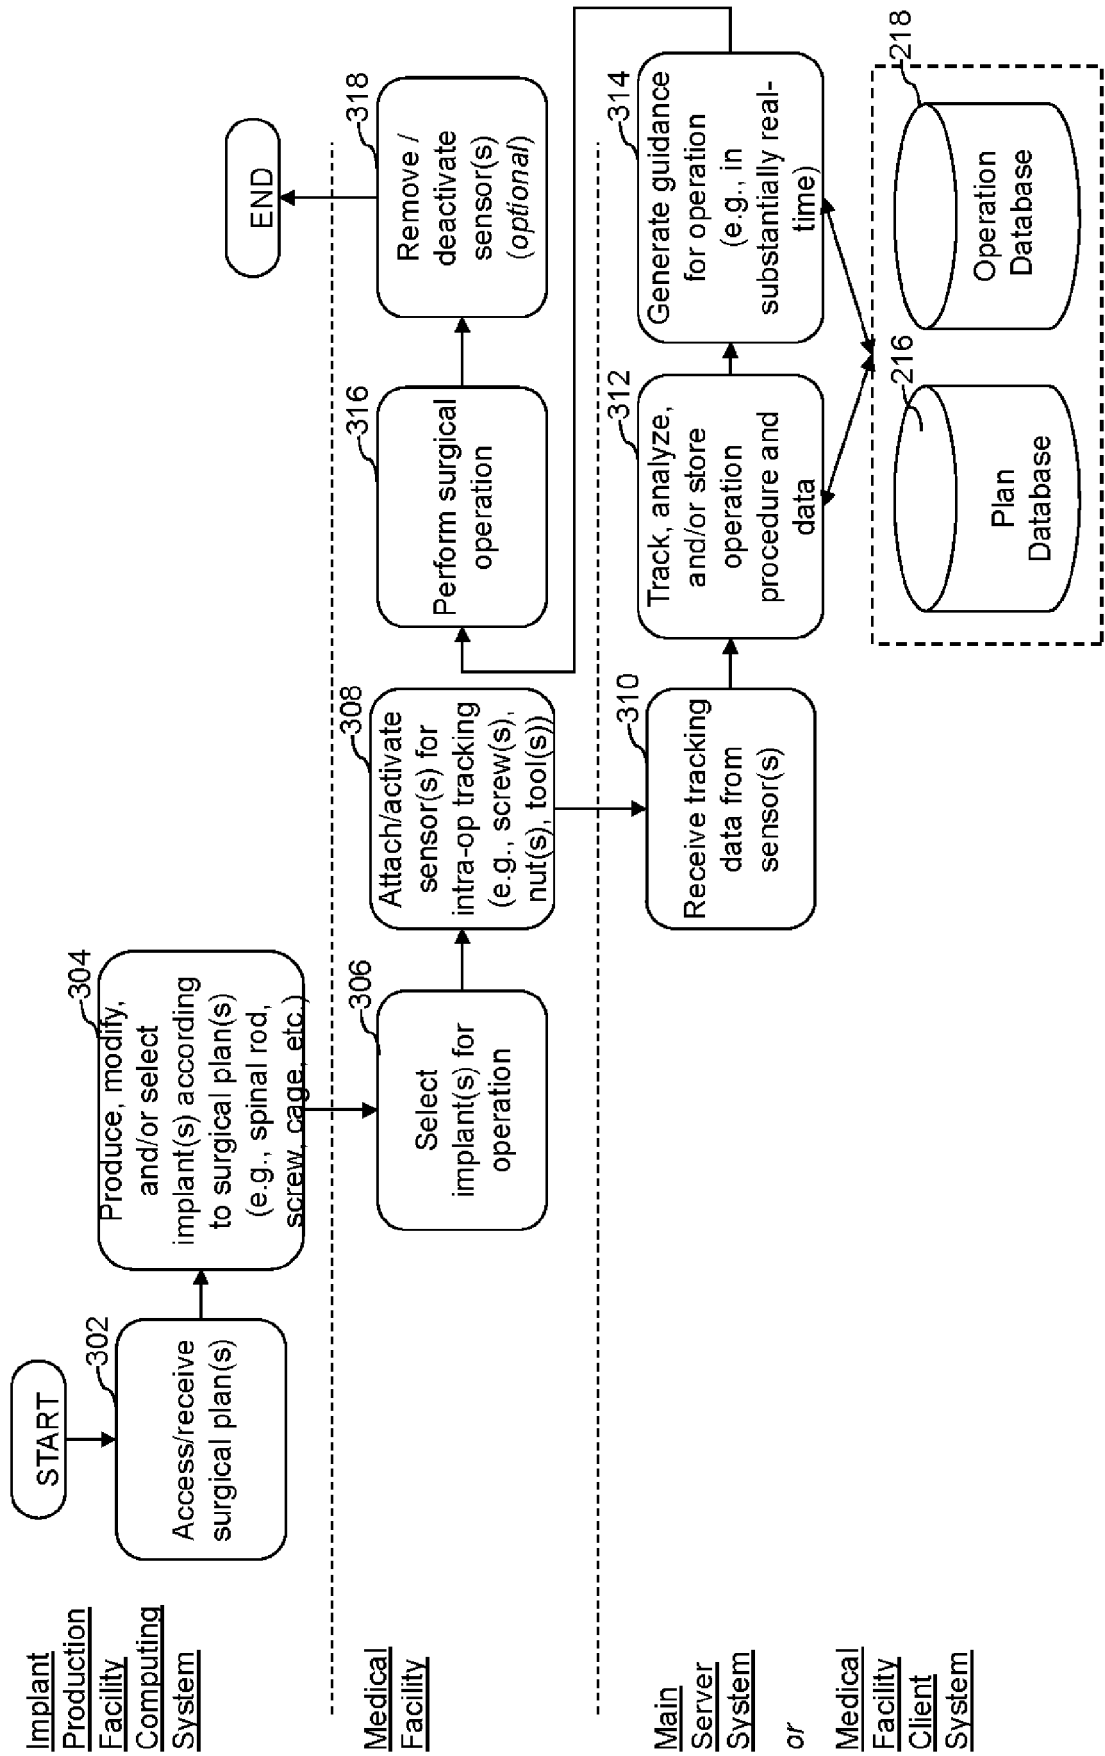 Implant
Production
Facility
Computing
System
START
302
Access/receive
surgical plan(s)
304
Produce, modify,
and/or select
implant(s) according
to surgical plan(s)
(e.g., spinal rod,
screw, cage, etc.)
END
Medical
Facility
306
Select
implant(s) for
operation
308
Attach/activate
sensor(s) for
intra-op tracking
(e.g., screw(s),
nut(s), tool(s))
316
Perform surgical
operation
318
Remove /
deactivate
sensor(s)
(optional)
Main
Server
System
or
Medical
Facility
Client
System
310
Receive tracking
data from
sensor(s)
312
Track, analyze,
and/or store
operation
procedure and
data
314
Generate guidance
for operation
(e.g., in
substantially real-
time)
216
Plan
Database
218
Operation
Database